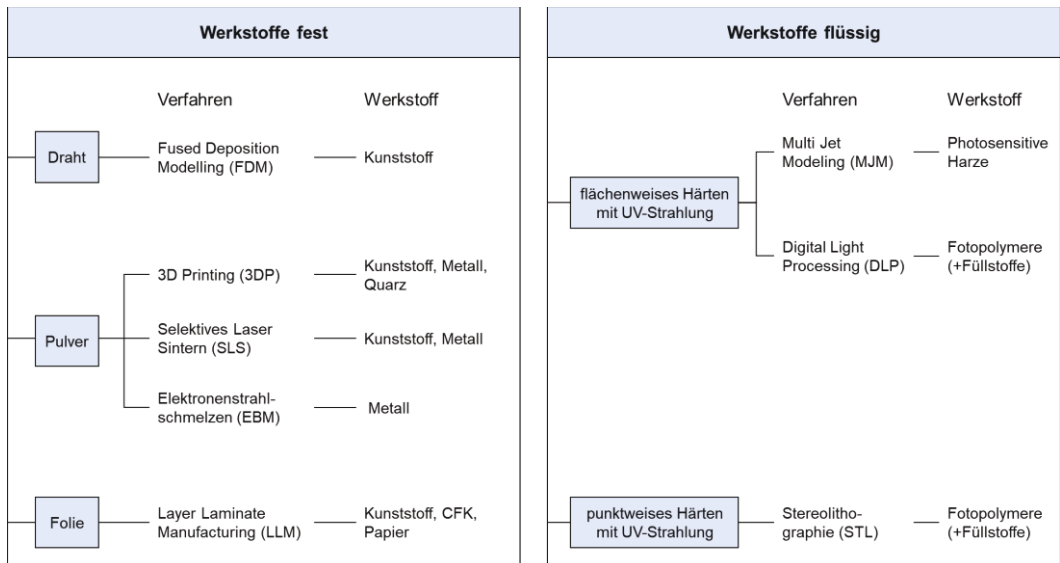 Werkstoffe fest
Verfahren
Werkstoff
Draht
Fused Deposition
Modelling (FDM)
Kunststoff
Pulver
3D Printing (3DP)
Kunststoff, Metall,
Quarz
Selektives Laser
Sintern (SLS)
Kunststoff, Metall
Elektronenstrahl-
schmelzen (EBM)
Metall
Folie
Layer Laminate
Manufacturing (LLM)
Kunststoff, CFK,
Papier
Werkstoffe flüssig
Verfahren
Werkstoff
flächenweises Härten
mit UV-Strahlung
Multi Jet
Modeling (MJM)
Photosensitive
Harze
Digital Light
Processing (DLP)
Fotopolymere
(+Füllstoffe)
punktweises Härten
mit UV-Strahlung
Stereolitho-
graphie (STL)
Fotopolymere
(+Füllstoffe)